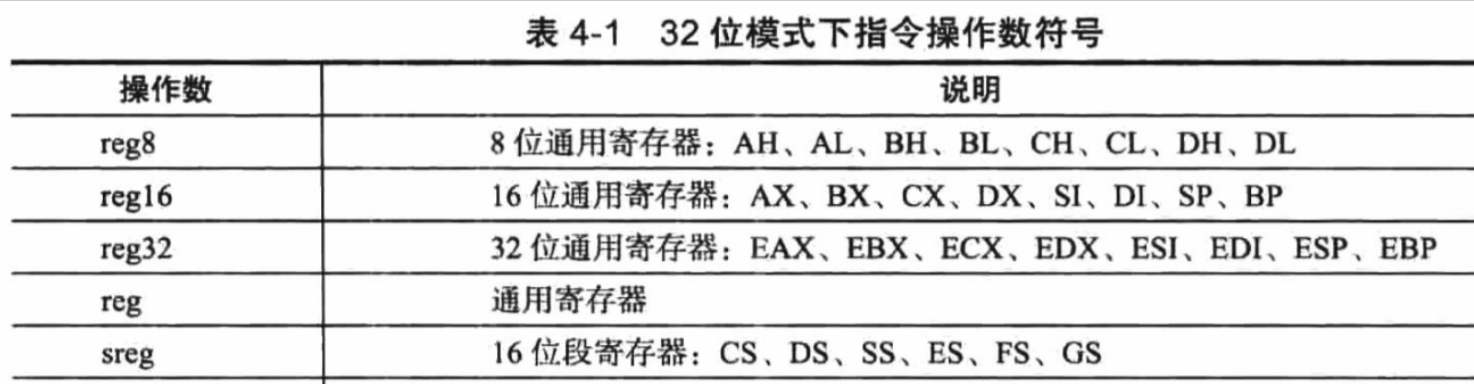 表 4-1 32 位模式下指令操作数符号
操作数 说明
reg8 8 位通用寄存器：AH、AL、BH、BL、CH、CL、DH、DL
reg16 16 位通用寄存器：AX、BX、CX、DX、SI、DI、SP、BP
reg32 32 位通用寄存器：EAX、EBX、ECX、EDX、ESI、EDI、ESP、EBP
reg 通用寄存器
sreg 16 位段寄存器：CS、DS、SS、ES、FS、GS